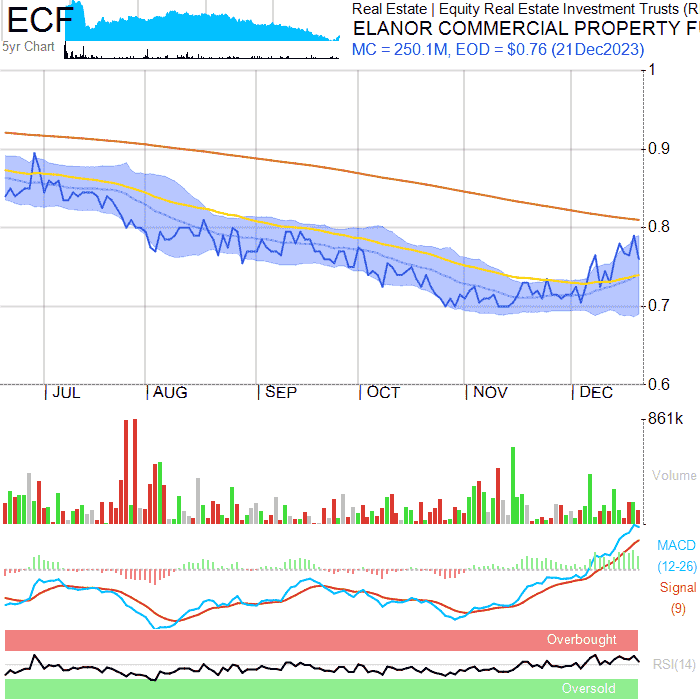 ECF
5yr Chart
Real Estate | Equity Real Estate Investment Trusts (R
ELANOR COMMERCIAL PROPERTY FU
MC = 250.1M, EOD = $0.76 (21Dec2023)
1
0.9
0.8
0.7
0.6
JUL AUG SEP OCT NOV DEC
861k
Volume
MACD
(12-26)
Signal
(9)
Overbought
RSI(14)
Oversold